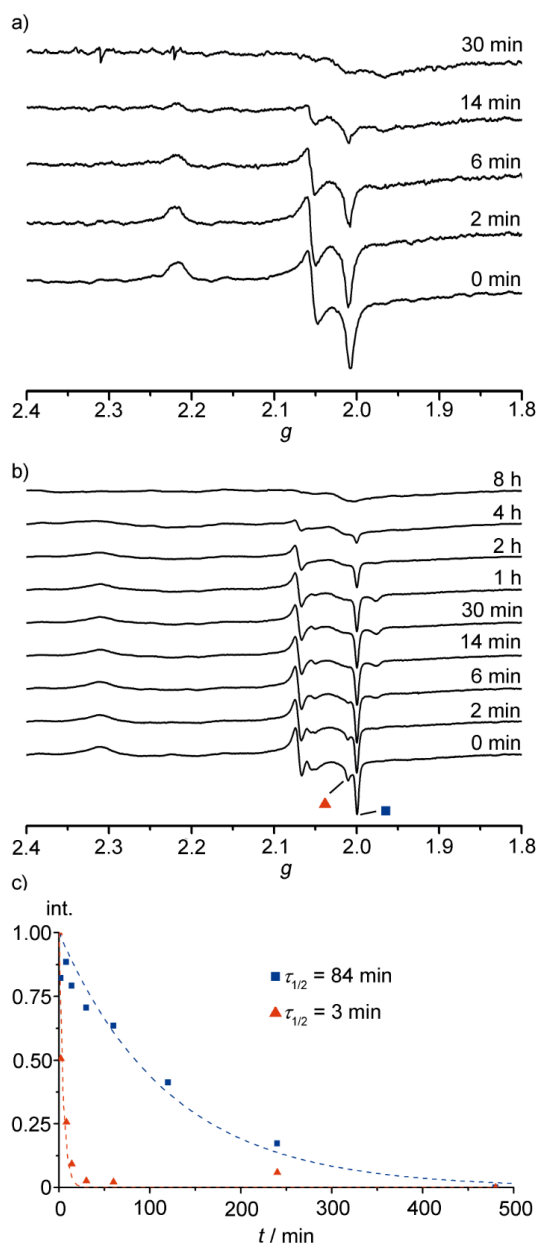 a)
30 min
14 min
6 min
2 min
0 min
2.4 2.3 2.2 2.1 2.0 1.9 1.8
g
b)
8 h
4 h
2 h
1 h
30 min
14 min
6 min
2 min
0 min
2.4 2.3 2.2 2.1 2.0 1.9 1.8
g
c)
int.
1.00
0.75
0.50
0.25
0
τ1/2 = 84 min
τ1/2 = 3 min
0 100 200 300 400 500
t / min